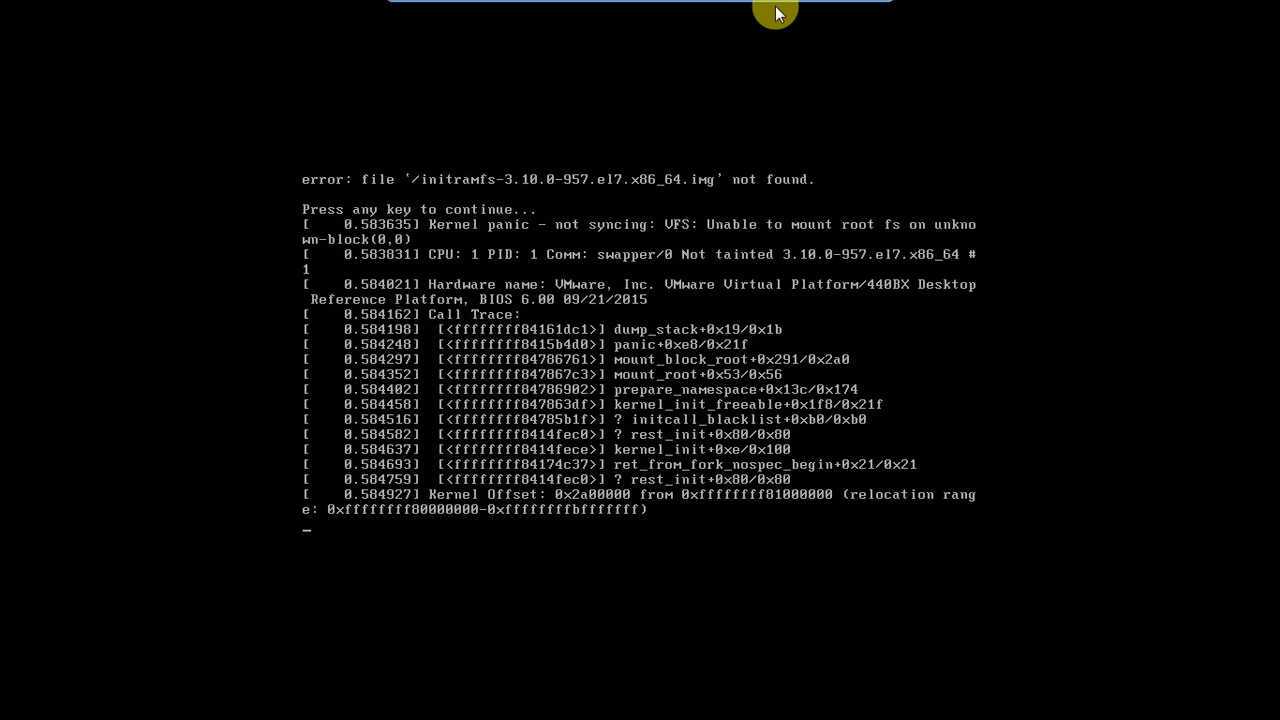 error: file '/initramfs-3.10.0-957.el7.x86_64.img' not found.
Press any key to continue...
[    0.583635] Kernel panic - not syncing: VFS: Unable to mount root fs on unkno
wn-block(0,0)
[    0.583831] CPU: 1 PID: 1 Comm: swapper/0 Not tainted 3.10.0-957.el7.x86_64 #
1
[    0.584021] Hardware name: VMware, Inc. VMware Virtual Platform/440BX Desktop
 Reference Platform, BIOS 6.00 09/21/2015
[    0.584162] Call Trace:
[    0.584198]  [<ffffffff84161dc1>] dump_stack+0x19/0x1b
[    0.584248]  [<ffffffff8415b4d0>] panic+0xe8/0x21f
[    0.584297]  [<ffffffff84786761>] mount_block_root+0x291/0x2a0
[    0.584352]  [<ffffffff847867c3>] mount_root+0x53/0x56
[    0.584402]  [<ffffffff84786902>] prepare_namespace+0x13c/0x174
[    0.584458]  [<ffffffff847863df>] kernel_init_freeable+0x1f8/0x21f
[    0.584516]  [<ffffffff84785b1f>] ? initcall_blacklist+0xb0/0xb0
[    0.584582]  [<ffffffff8414fec0>] ? rest_init+0x80/0x80
[    0.584637]  [<ffffffff8414fece>] kernel_init+0xe/0x100
[    0.584693]  [<ffffffff84174c37>] ret_from_fork_nospec_begin+0x21/0x21
[    0.584759]  [<ffffffff8414fec0>] ? rest_init+0x80/0x80
[    0.584927] Kernel Offset: 0x2a00000 from 0xffffffff81000000 (relocation rang
e: 0xffffffff80000000-0xffffffffbfffffff)
_